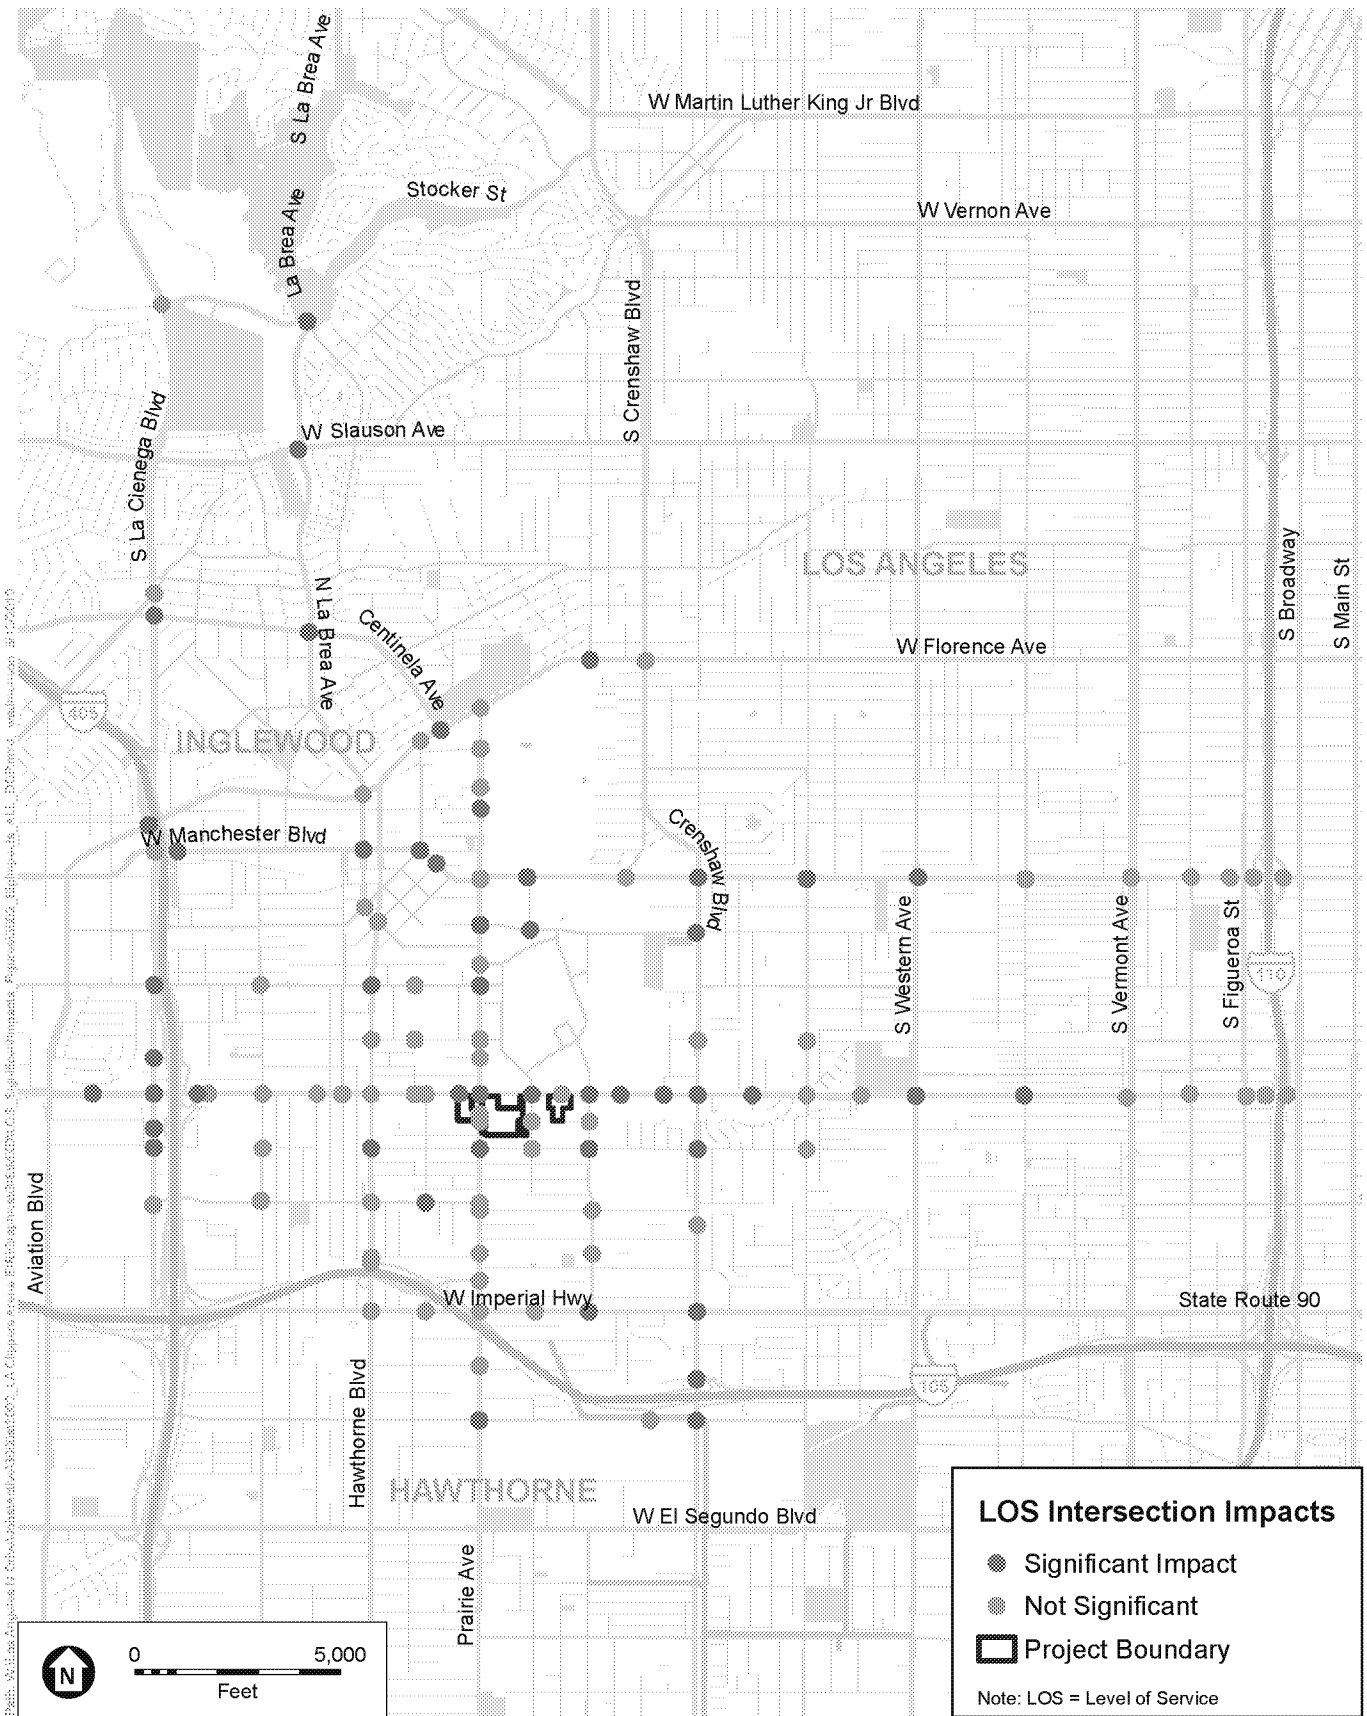 S La Brea Ave
W Martin Luther King Jr Blvd
Stocker St
La Brea Ave
W Vernon Ave
S Crenshaw Blvd
S La Cienega Blvd
W Slauson Ave
LOS ANGELES
S Broadway
S Main St
N La Brea Ave
Centinela Ave
W Florence Ave
405
INGLEWOOD
W Manchester Blvd
Crenshaw Blvd
S Western Ave
S Vermont Ave
S Figueroa St
110
Aviation Blvd
W Imperial Hwy
State Route 90
Hawthorne Blvd
105
HAWTHORNE
W El Segundo Blvd
Prairie Ave
LOS Intersection Impacts
Significant Impact
Not Significant
Project Boundary
Note: LOS = Level of Service
N
0 5,000
Feet